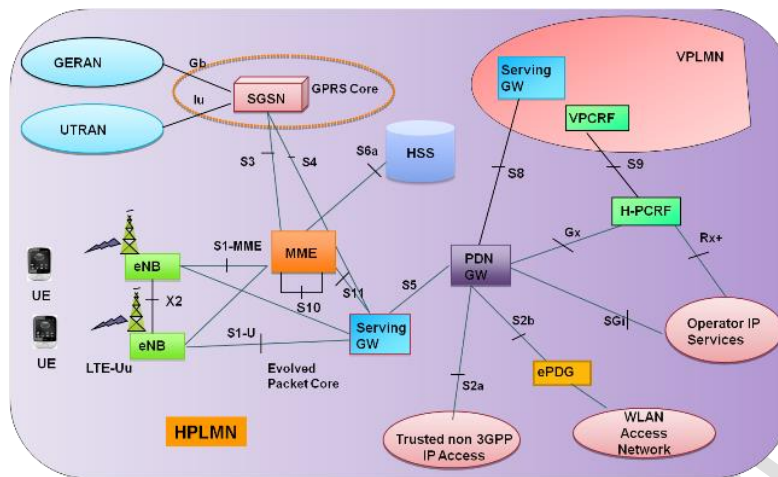 GERAN
Gb
GPRS Core
SGSN
Iu
UTRAN
VPLMN
Serving
GW
VPCRF
S3
S4
S6a
HSS
S8
S9
H-PCRF
S1-MME
MME
PDN
GW
Gx
Rx+
eNB
UE
X2
S10
S11
S5
SGi
Operator IP
Services
S1-U
Serving
GW
S2b
UE
eNB
LTE-Uu
Evolved
Packet Core
S2a
ePDG
HPLMN
Trusted non 3GPP
IP Access
WLAN
Access
Network